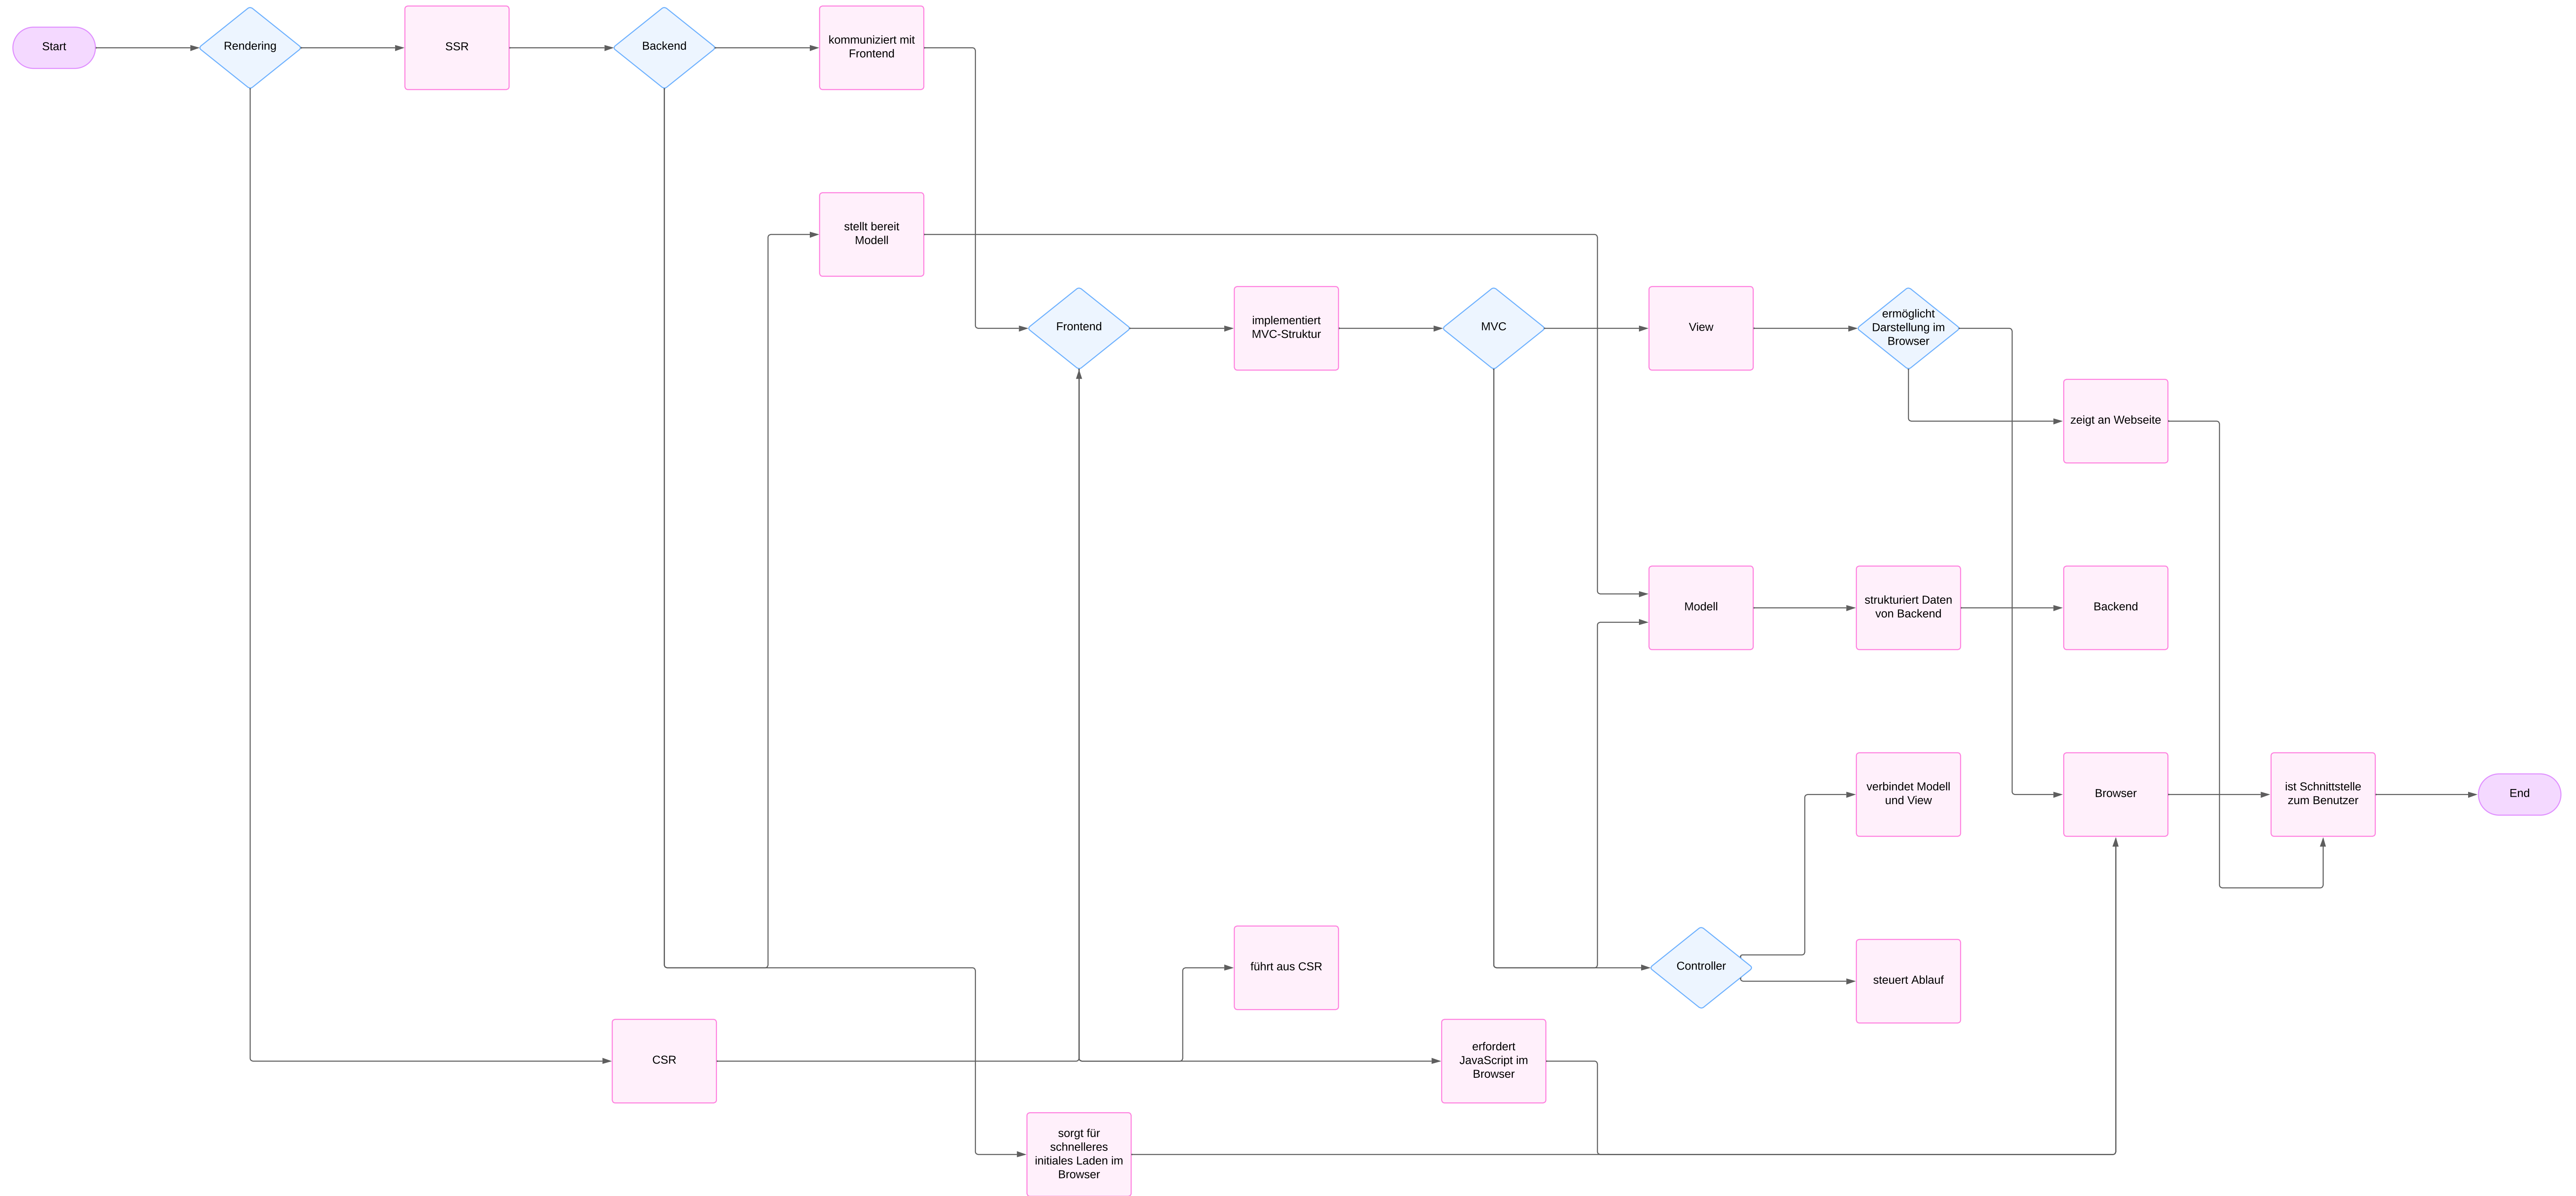 Start
Rendering
SSR
Backend
kommuniziert mit
Frontend
stellt bereit
Modell
Frontend
implementiert
MVC-Struktur
MVC
View
ermöglicht
Darstellung im
Browser
zeigt an Webseite
Modell
strukturiert Daten
von Backend
Backend
verbindet Modell
und View
Browser
ist Schnittstelle
zum Benutzer
End
führt aus CSR
Controller
steuert Ablauf
CSR
erfordert
JavaScript im
Browser
sorgt für
schnelleres
initiales Laden im
Browser